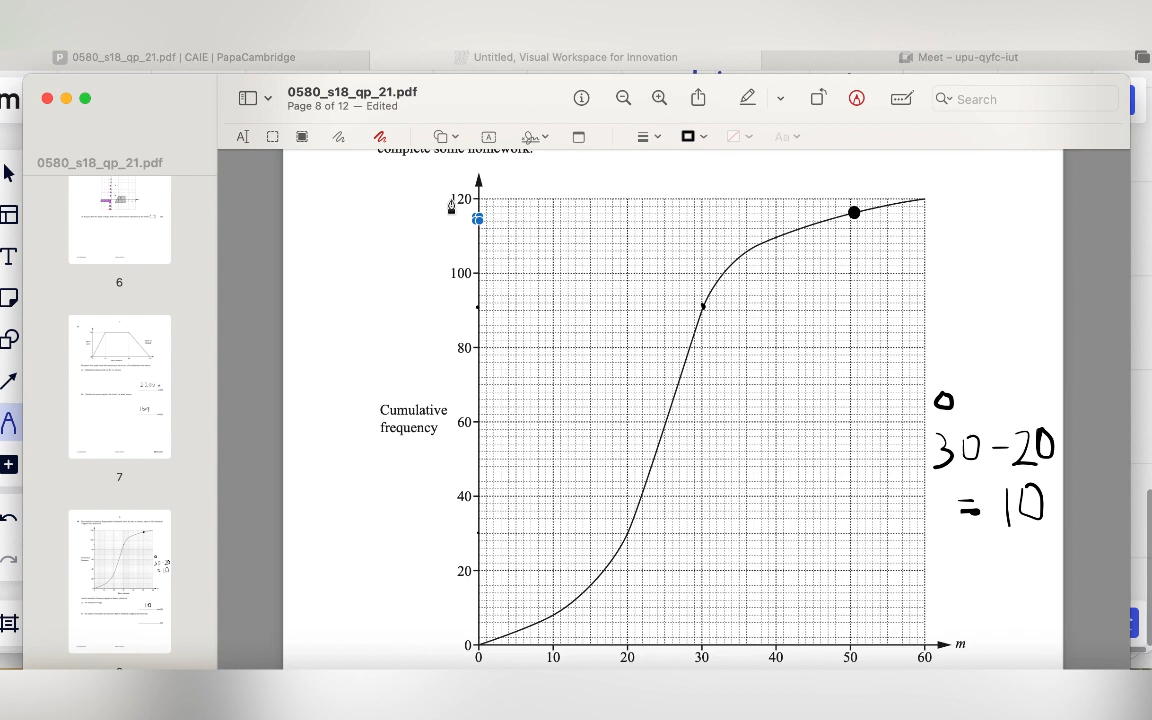 0580_s18_qp_21.pdf | CAIE | PapaCambridge
Untitled, Visual Workspace for Innovation
Meet – upu-qyfc-iut
0580_s18_qp_21.pdf
Page 8 of 12 — Edited
Search
0580_s18_qp_21.pdf
complete some homework.
6
7
120
100
80
60
40
20
0
Cumulative
frequency
0 10 20 30 40 50 60
m
30-20
= 10